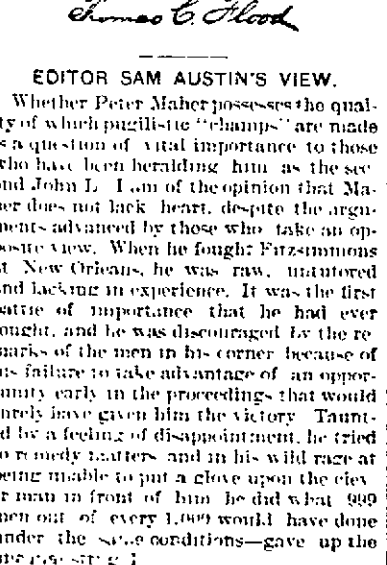 Thomas C. Flood
EDITOR SAM AUSTIN'S VIEW.
Whether Peter Maher possesses the qual-
ty of which pugilistic "champs" are made
s a question of vital importance to those
who have been heralding him as the sec-
ond John L. I am of the opinion that Ma-
her does not lack heart, despite the argu-
ments advanced by those who take an op-
posite view. When he fought Fitzsimmons
at New Orleans, he was raw, untutored
and lacking in experience. It was the first
battle of importance that he had ever
fought, and he was discouraged by the re-
marks of the men in his corner because of
his failure to take advantage of an oppor-
tunity early in the proceedings that would
surely have given him the victory. Taunt-
ed by a feeling of disappointment, he tried
to remedy matters and in his wild rage at
being unable to put a glove upon the clev-
er man in front of him he did what 999
men out of every 1,000 would have done
under the same conditions—gave up the